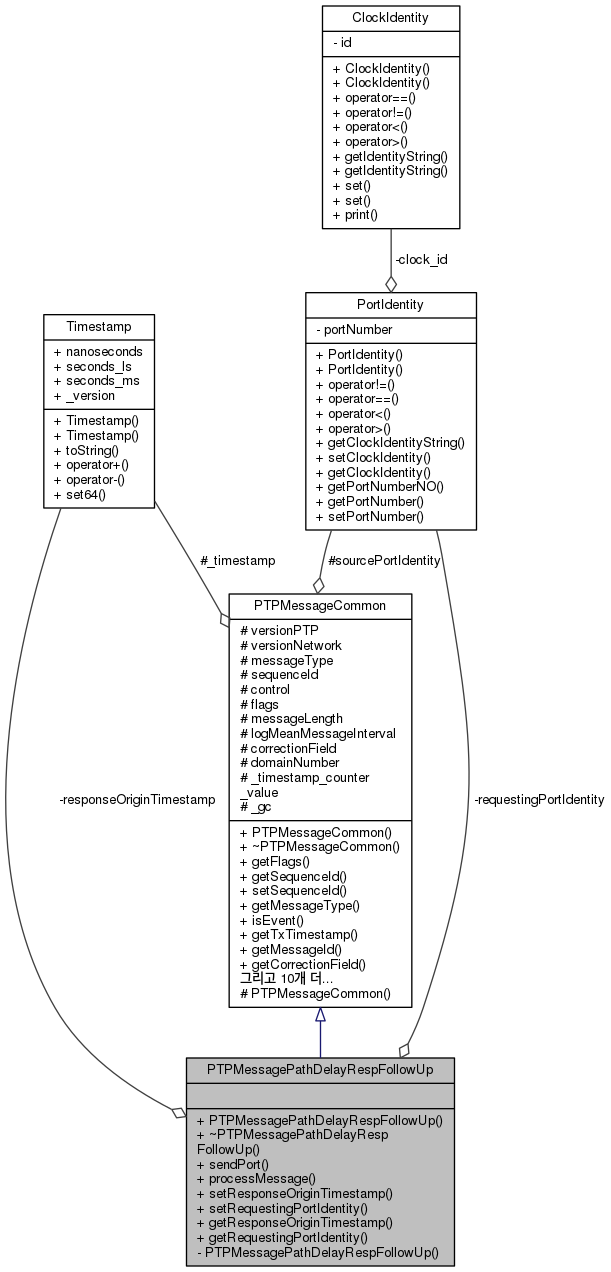 ClockIdentity
- id
+ ClockIdentity()
+ ClockIdentity()
+ operator==()
+ operator!=()
+ operator<()
+ operator>()
+ getIdentityString()
+ getIdentityString()
+ set()
+ set()
+ print()
-clock_id
PortIdentity
- portNumber
+ PortIdentity()
+ PortIdentity()
+ operator!=()
+ operator==()
+ operator<()
+ operator>()
+ getClockIdentityString()
+ setClockIdentity()
+ getClockIdentity()
+ getPortNumberNO()
+ getPortNumber()
+ setPortNumber()
Timestamp
+ nanoseconds
+ seconds_ls
+ seconds_ms
+ _version
+ Timestamp()
+ Timestamp()
+ toString()
+ operator+()
+ operator-()
+ set64()
#_timestamp
#sourcePortIdentity
PTPMessageCommon
# versionPTP
# versionNetwork
# messageType
# sequenceId
# control
# flags
# messageLength
# logMeanMessageInterval
# correctionField
# domainNumber
# _timestamp_counter
_value
# _gc
+ PTPMessageCommon()
+ ~PTPMessageCommon()
+ getFlags()
+ getSequenceId()
+ setSequenceId()
+ getMessageType()
+ isEvent()
+ getTxTimestamp()
+ getMessageId()
+ getCorrectionField()
그리고 10개 더...
# PTPMessageCommon()
-responseOriginTimestamp
-requestingPortIdentity
PTPMessagePathDelayRespFollowUp
+ PTPMessagePathDelayRespFollowUp()
+ ~PTPMessagePathDelayResp
FollowUp()
+ sendPort()
+ processMessage()
+ setResponseOriginTimestamp()
+ setRequestingPortIdentity()
+ getResponseOriginTimestamp()
+ getRequestingPortIdentity()
- PTPMessagePathDelayRespFollowUp()